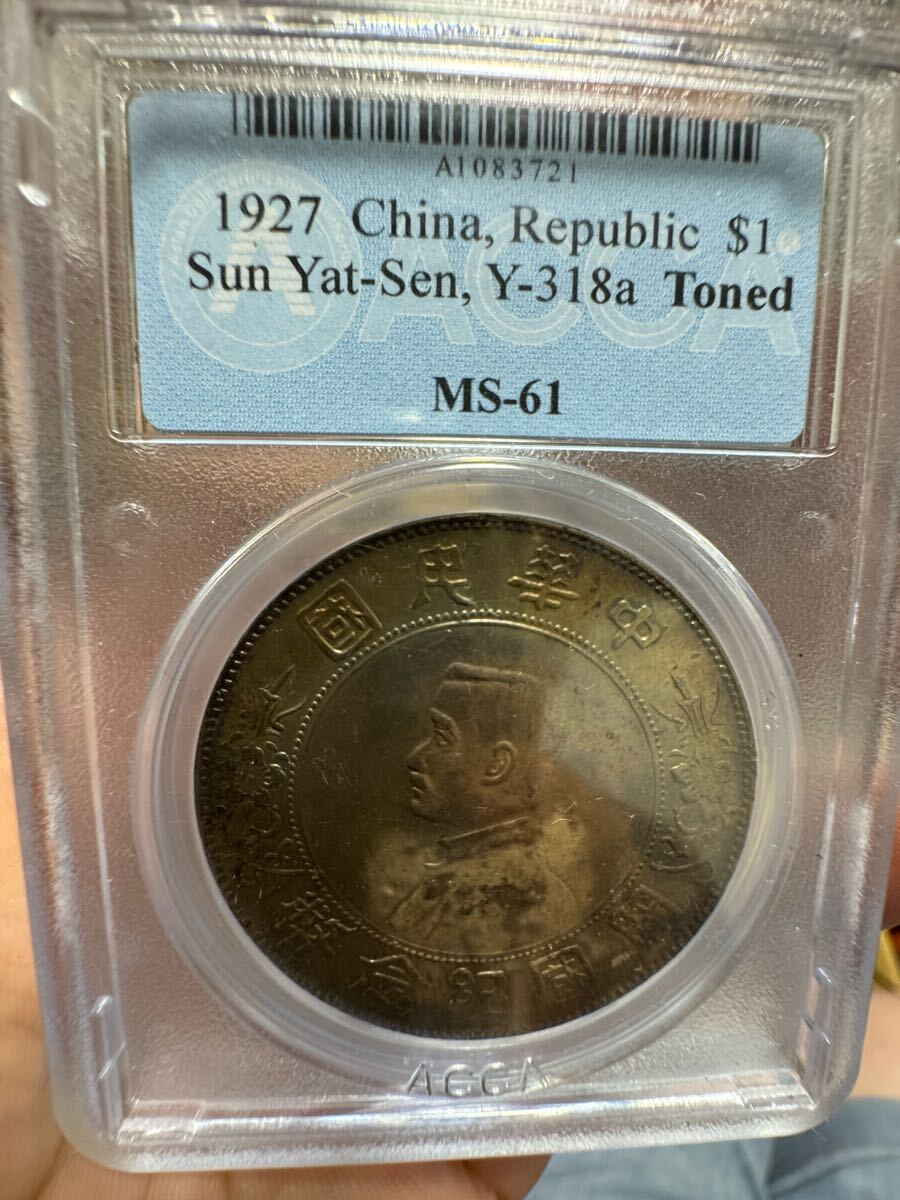 A1083721
1927 China, Republic $1
Sun Yat-Sen, Y-318a Toned
ACCA®
MS-61
國民華中
幣念紀國開
ACCA